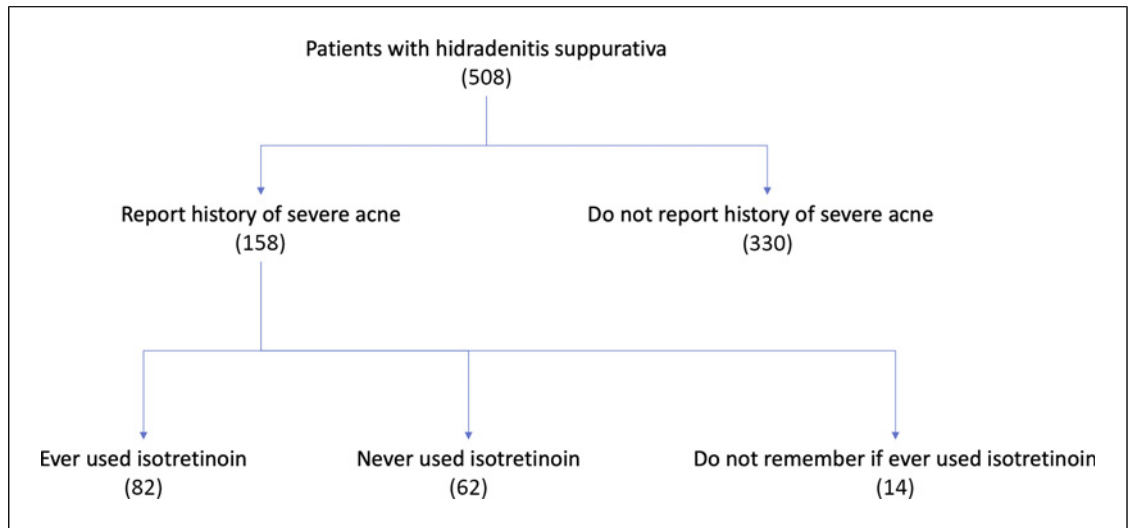 Patients with hidradenitis suppurativa
(508)
Report history of severe acne
(158)
Do not report history of severe acne
(330)
Ever used isotretinoin
(82)
Never used isotretinoin
(62)
Do not remember if ever used isotretinoin
(14)